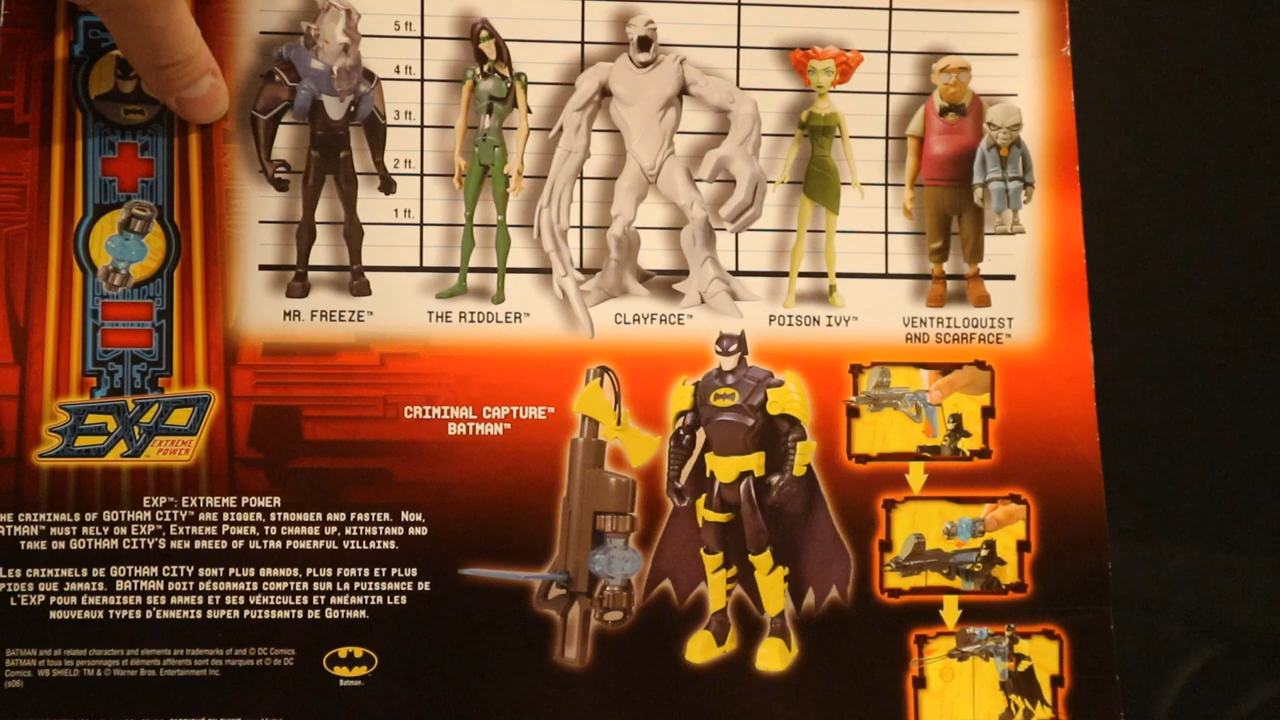 5 ft.
4 ft.
3 ft.
2 ft.
1 ft.
MR. FREEZE™
THE RIDDLER™
CLAYFACE™
POISON IVY™
VENTRILOQUIST
AND SCARFACE™
CRIMINAL CAPTURE™
BATMAN™
EXP
EXTREME
POWER
EXP™: EXTREME POWER
HE CRIMINALS OF GOTHAM CITY™ ARE BIGGER, STRONGER AND FASTER. NOW,
ATMAN™ MUST RELY ON EXP™, EXTREME POWER, TO CHARGE UP, WITHSTAND AND
TAKE ON GOTHAM CITY'S NEW BREED OF ULTRA POWERFUL VILLAINS.
LES CRIMINELS DE GOTHAM CITY SONT PLUS GRANDS, PLUS FORTS ET PLUS
PIDES QUE JAMAIS. BATMAN DOIT DÉSORMAIS COMPTER SUR LA PUISSANCE DE
L'EXP POUR ÉNERGISER SES ARMES ET SES VÉHICULES ET ANÉANTIR LES
NOUVEAUX TYPES D'ENNEMIS SUPER PUISSANTS DE GOTHAM.
BATMAN and all related characters and elements are trademarks of and © DC Comics.
BATMAN et tous les personnages et éléments afférents sont des marques et © de DC
Comics. WB SHIELD: TM & © Warner Bros. Entertainment Inc.
(s06)
Batman™